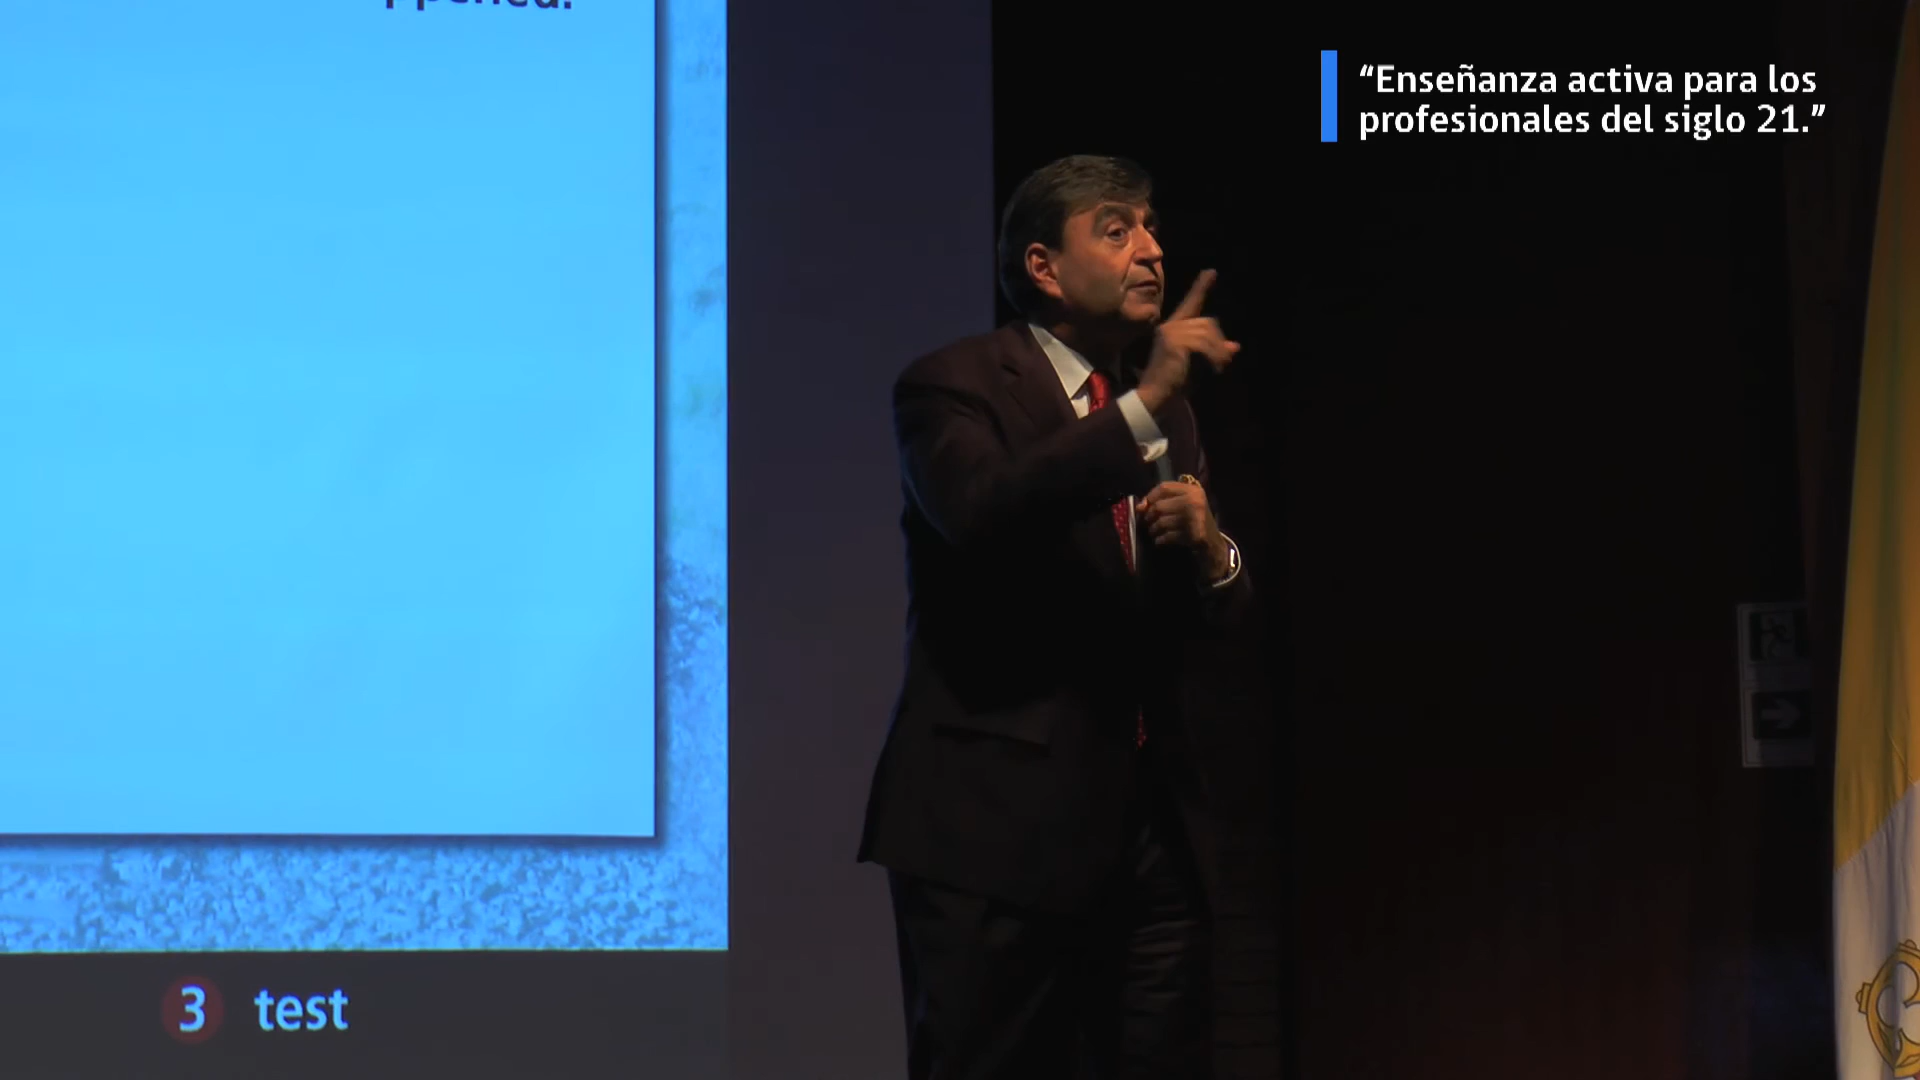 “Enseñanza activa para los
profesionales del siglo 21.”
3 test